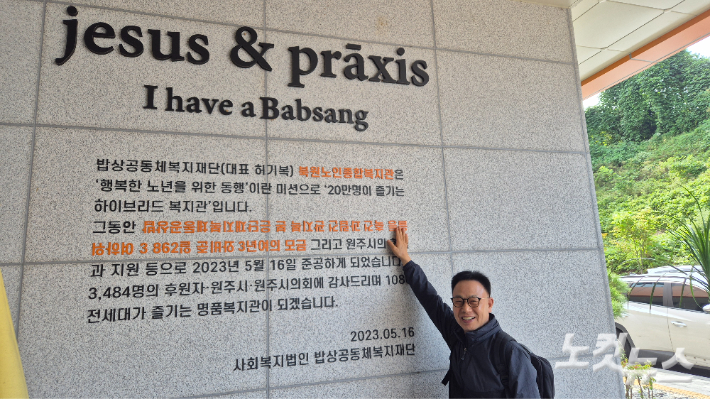 jesus & prāxis
I have a Babsang
밥상공동체복지재단(대표 허기복) 북원노인종합복지관은
'행복한 노년을 위한 동행'이란 미션으로 '20만명이 즐기는
하이브리드 복지관'입니다.
그동안
그리고 원주시의
과 지원 등으로 2023년 5월 16일 준공하게 되었습니다
3,484명의 후원자·원주시·원주시의회에 감사드리며 108
전세대가 즐기는 명품복지관이 되겠습니다.
2023.05.16
사회복지법인 밥상공동체복지재단
노컷뉴스